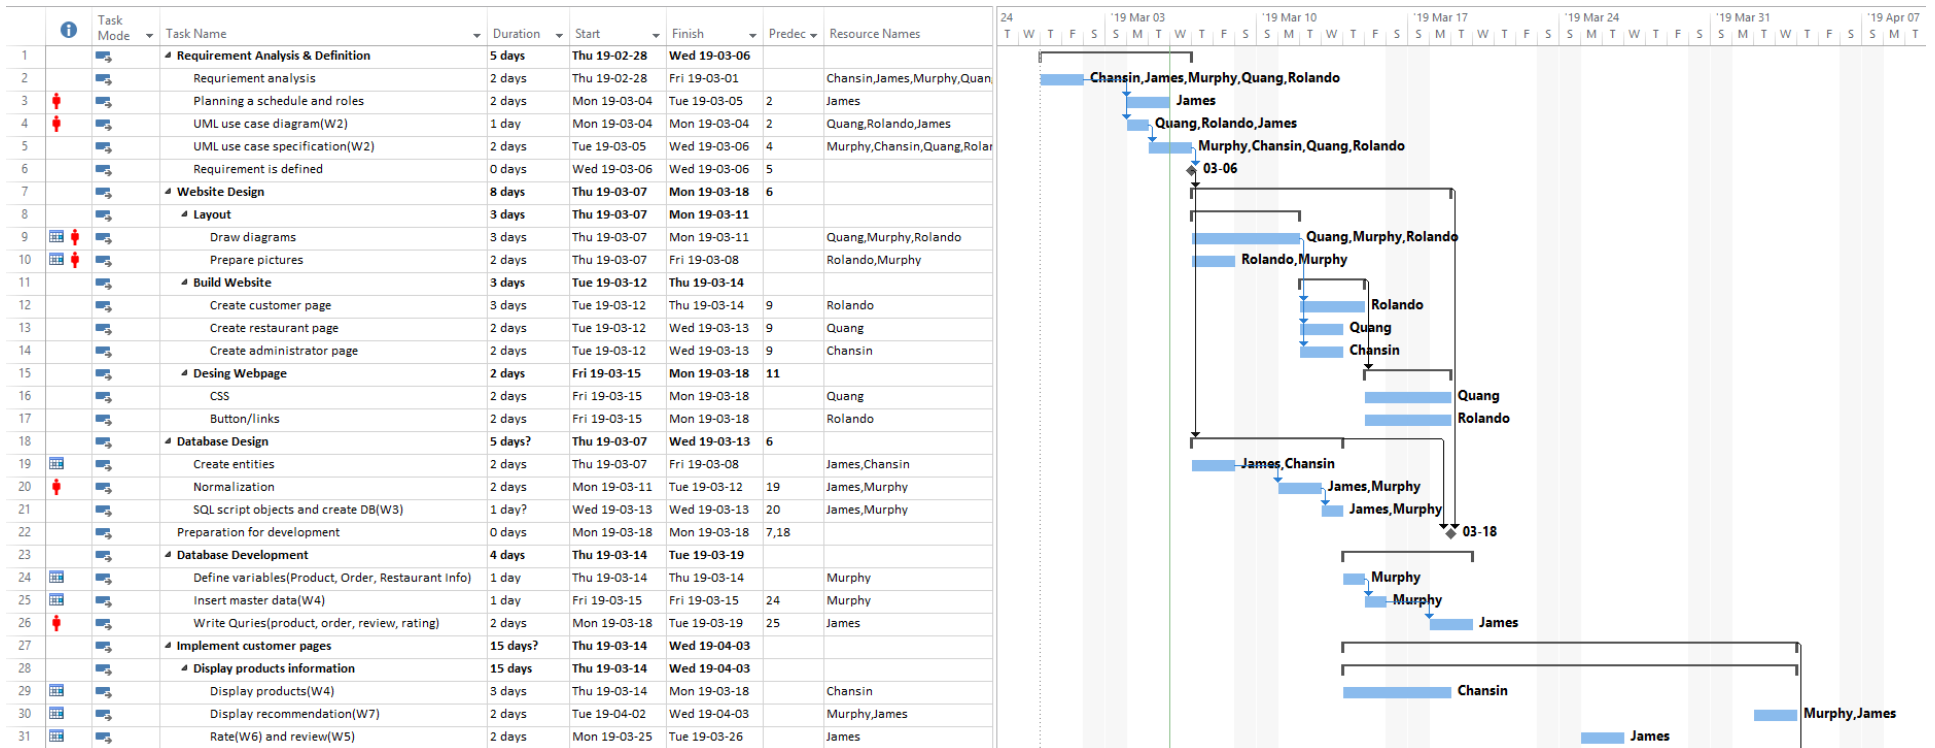 Task Mode Task Name Duration Start Finish Predec Resource Names
24 '19 Mar 03 '19 Mar 10 '19 Mar 17 '19 Mar 24 '19 Mar 31 '19 Apr 07
T W T F S S M T W T F S S M T W T F S S M T W T F S S M T W T F S S M T W T F S S M T
1 Requirement Analysis & Definition 5 days Thu 19-02-28 Wed 19-03-06
2 Requriement analysis 2 days Thu 19-02-28 Fri 19-03-01 Chansin,James,Murphy,Quan Chansin,James,Murphy,Quang,Rolando
3 Planning a schedule and roles 2 days Mon 19-03-04 Tue 19-03-05 2 James James
4 UML use case diagram(W2) 1 day Mon 19-03-04 Mon 19-03-04 2 Quang,Rolando,James Quang,Rolando,James
5 UML use case specification(W2) 2 days Tue 19-03-05 Wed 19-03-06 4 Murphy,Chansin,Quang,Rolar Murphy,Chansin,Quang,Rolando
6 Requirement is defined 0 days Wed 19-03-06 Wed 19-03-06 5 03-06
7 Website Design 8 days Thu 19-03-07 Mon 19-03-18 6
8 Layout 3 days Thu 19-03-07 Mon 19-03-11
9 Draw diagrams 3 days Thu 19-03-07 Mon 19-03-11 Quang,Murphy,Rolando Quang,Murphy,Rolando
10 Prepare pictures 2 days Thu 19-03-07 Fri 19-03-08 Rolando,Murphy Rolando,Murphy
11 Build Website 3 days Tue 19-03-12 Thu 19-03-14
12 Create customer page 3 days Tue 19-03-12 Thu 19-03-14 9 Rolando Rolando
13 Create restaurant page 2 days Tue 19-03-12 Wed 19-03-13 9 Quang Quang
14 Create administrator page 2 days Tue 19-03-12 Wed 19-03-13 9 Chansin Chansin
15 Desing Webpage 2 days Fri 19-03-15 Mon 19-03-18 11
16 CSS 2 days Fri 19-03-15 Mon 19-03-18 Quang Quang
17 Button/links 2 days Fri 19-03-15 Mon 19-03-18 Rolando Rolando
18 Database Design 5 days? Thu 19-03-07 Wed 19-03-13 6
19 Create entities 2 days Thu 19-03-07 Fri 19-03-08 James,Chansin James,Chansin
20 Normalization 2 days Mon 19-03-11 Tue 19-03-12 19 James,Murphy James,Murphy
21 SQL script objects and create DB(W3) 1 day? Wed 19-03-13 Wed 19-03-13 20 James,Murphy James,Murphy
22 Preparation for development 0 days Mon 19-03-18 Mon 19-03-18 7,18 03-18
23 Database Development 4 days Thu 19-03-14 Tue 19-03-19
24 Define variables(Product, Order, Restaurant Info) 1 day Thu 19-03-14 Thu 19-03-14 Murphy Murphy
25 Insert master data(W4) 1 day Fri 19-03-15 Fri 19-03-15 24 Murphy Murphy
26 Write Quries(product, order, review, rating) 2 days Mon 19-03-18 Tue 19-03-19 25 James James
27 Implement customer pages 15 days? Thu 19-03-14 Wed 19-04-03
28 Display products information 15 days Thu 19-03-14 Wed 19-04-03
29 Display products(W4) 3 days Thu 19-03-14 Mon 19-03-18 Chansin Chansin
30 Display recommendation(W7) 2 days Tue 19-04-02 Wed 19-04-03 Murphy,James Murphy,James
31 Rate(W6) and review(W5) 2 days Mon 19-03-25 Tue 19-03-26 James James